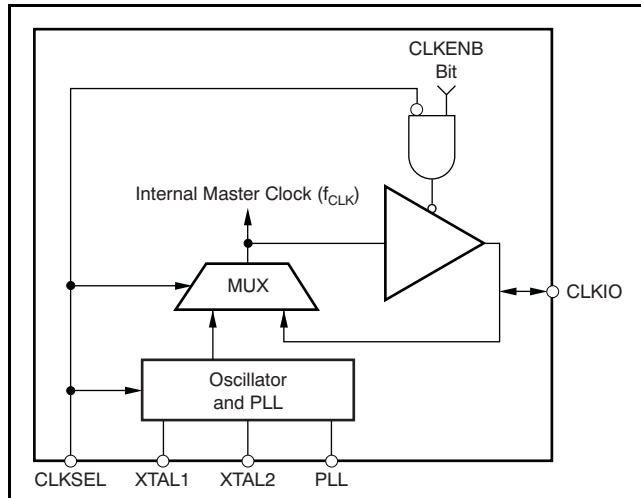 CLKENB
Bit
Internal Master Clock (fCLK)
MUX
CLKIO
Oscillator
and PLL
CLKSEL
XTAL1
XTAL2
PLL